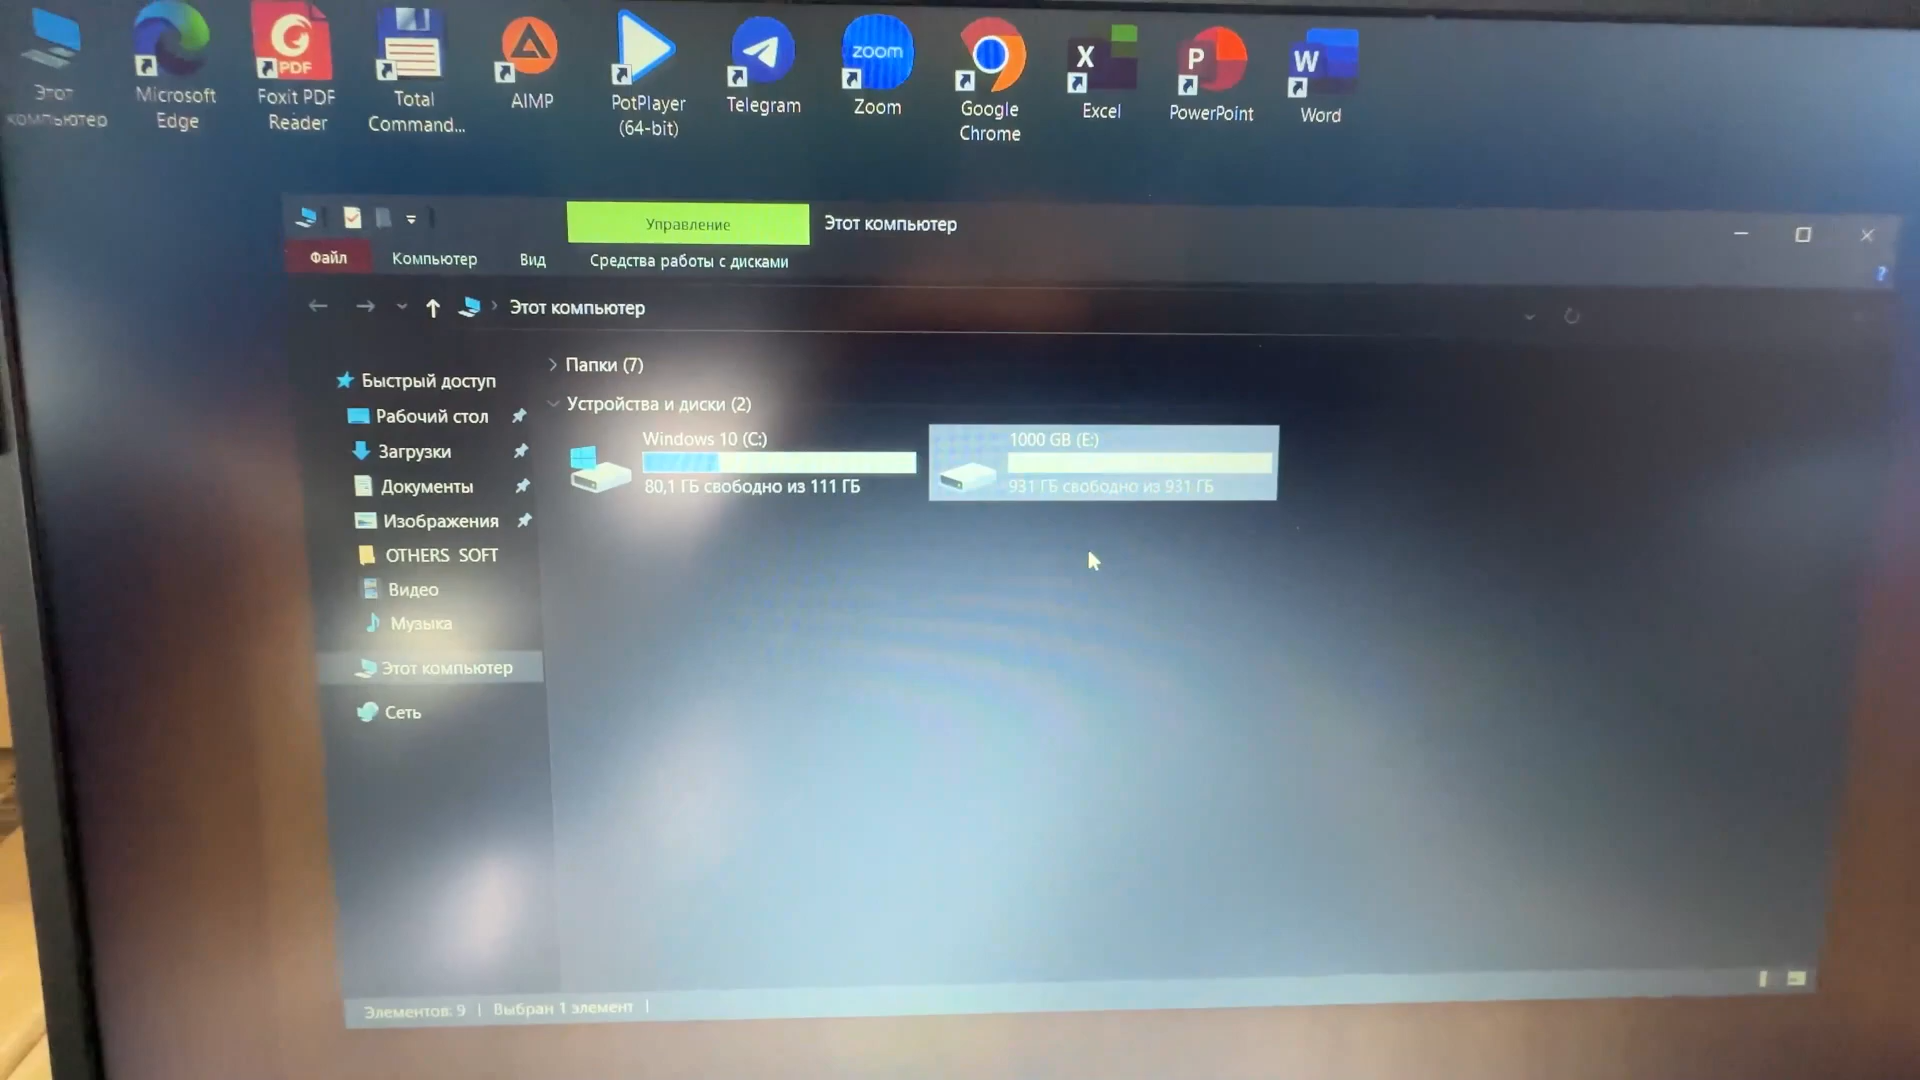 Этот
компьютер
Microsoft
Edge
PDF
Foxit PDF
Reader
Total
Command...
AIMP
PotPlayer
(64-bit)
Telegram
zoom
Zoom
Google
Chrome
X
Excel
P
PowerPoint
W
Word
Управление
Этот компьютер
Файл
Компьютер
Вид
Средства работы с дисками
?
Этот компьютер
Быстрый доступ
Рабочий стол
Загрузки
Документы
Изображения
OTHERS SOFT
Видео
Музыка
Этот компьютер
Сеть
Папки (7)
Устройства и диски (2)
Windows 10 (C:)
80,1 ГБ свободно из 111 ГБ
1000 GB (E:)
931 ГБ свободно из 931 ГБ
Элементов: 9 | Выбран 1 элемент |